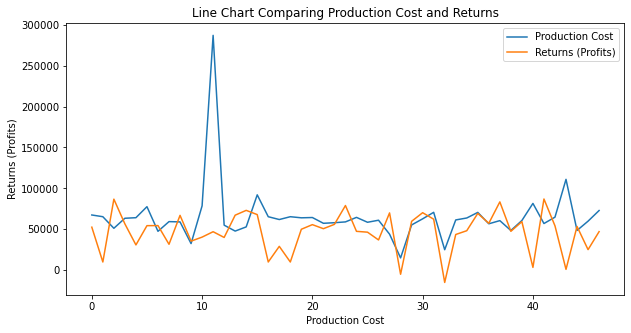 Line Chart Comparing Production Cost and Returns
Production Cost
Returns (Profits)
300000
250000
200000
150000
100000
50000
0
Returns (Profits)
0 10 20 30 40
Production Cost